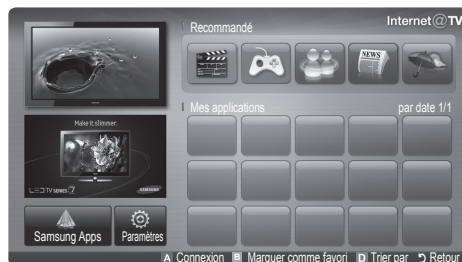 Internet@TV
Recommandé
NEWS
Mes applications
par date 1/1
Make it slimmer.
LED TV SERIES 7
SAMSUNG
Samsung Apps
Paramètres
A Connexion B Marquer comme favori D Trier par Retour